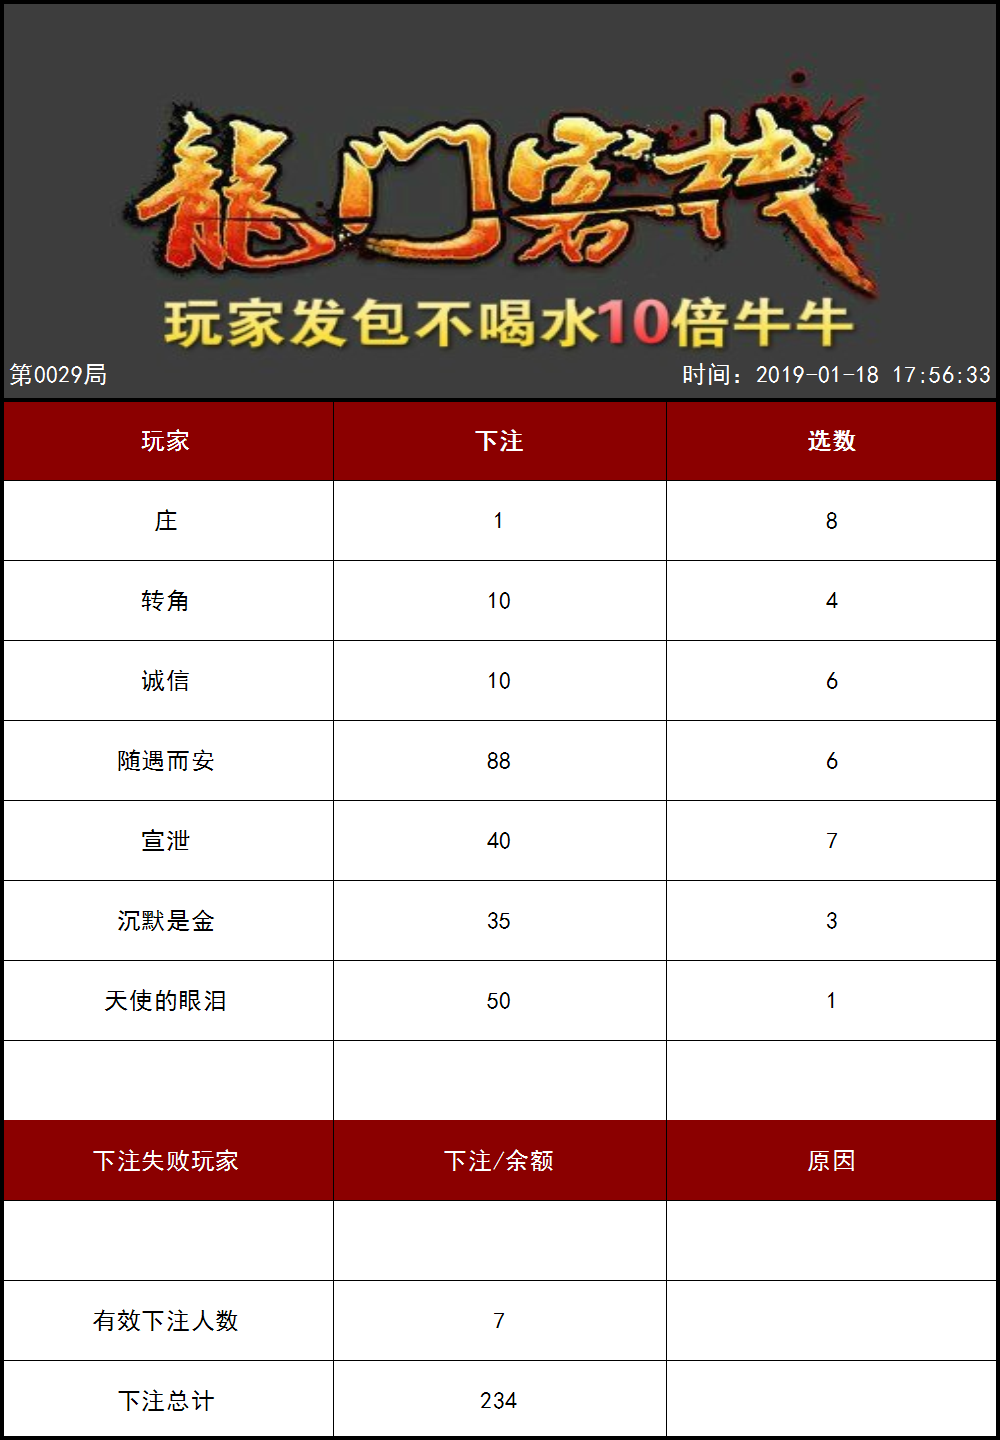 龍门客栈
玩家发包不喝水10倍牛牛
第0029局 时间：2019-01-18 17:56:33
玩家 下注 选数
庄 1 8
转角 10 4
诚信 10 6
随遇而安 88 6
宣泄 40 7
沉默是金 35 3
天使的眼泪 50 1
下注失败玩家 下注/余额 原因
有效下注人数 7
下注总计 234